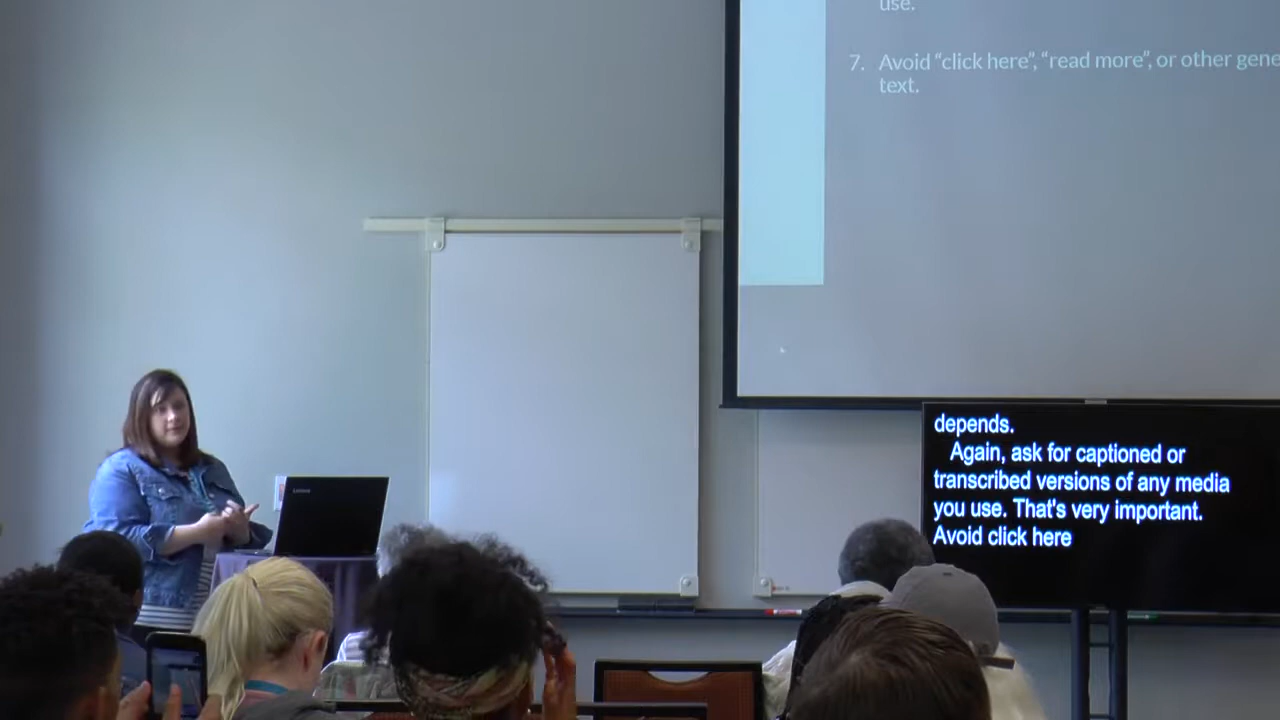 use.
7. Avoid "click here", "read more", or other gene
text.
depends.
Again, ask for captioned or
transcribed versions of any media
you use. That's very important.
Avoid click here
Lenovo